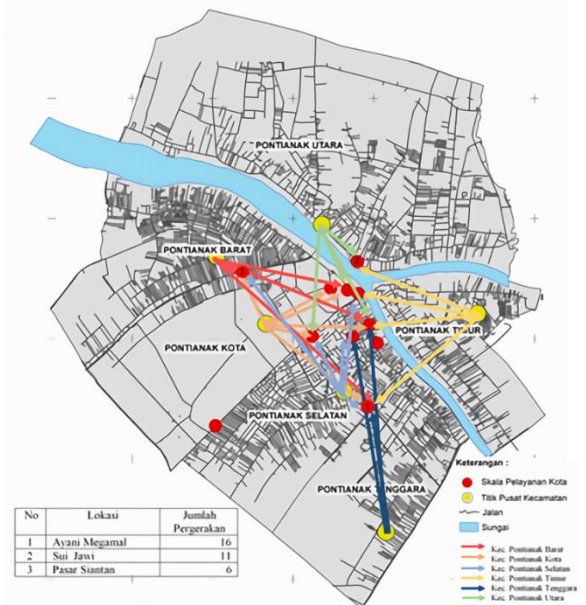 PONTIANAK UTARA
PONTIANAK BARAT
PONTIANAK TIMUR
PONTIANAK KOTA
PONTIANAK SELATAN
PONTIANAK TENGGARA
Keterangan :
Skala Pelayanan Kota
Titik Pusat Kecamatan
Jalan
Sungai
Kec. Pontianak Barat
Kec. Pontianak Kota
Kec. Pontianak Selatan
Kec. Pontianak Timur
Kec. Pontianak Tenggara
Kec. Pontianak Utara
No Lokasi Jumlah Pergerakan
1 Ayani Megamal 16
2 Sui Jawi 11
3 Pasar Siantan 6